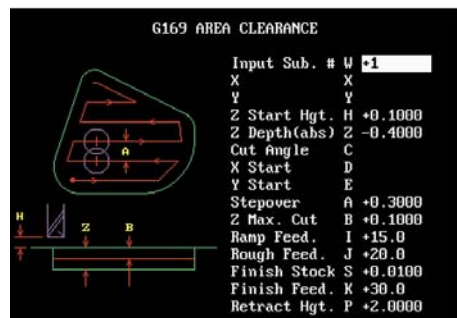 G169 AREA CLEARANCE
Input Sub. # W +1
X X
Y Y
Z Start Hgt. H +0.1000
Z Depth(abs) Z -0.4000
Cut Angle C
X Start D
Y Start E
Stepover A +0.3000
Z Max. Cut B +0.1000
Ramp Feed. I +15.0
Rough Feed. J +20.0
Finish Stock S +0.0100
Finish Feed. K +30.0
Retract Hgt. P +2.0000
A
H
Z
B